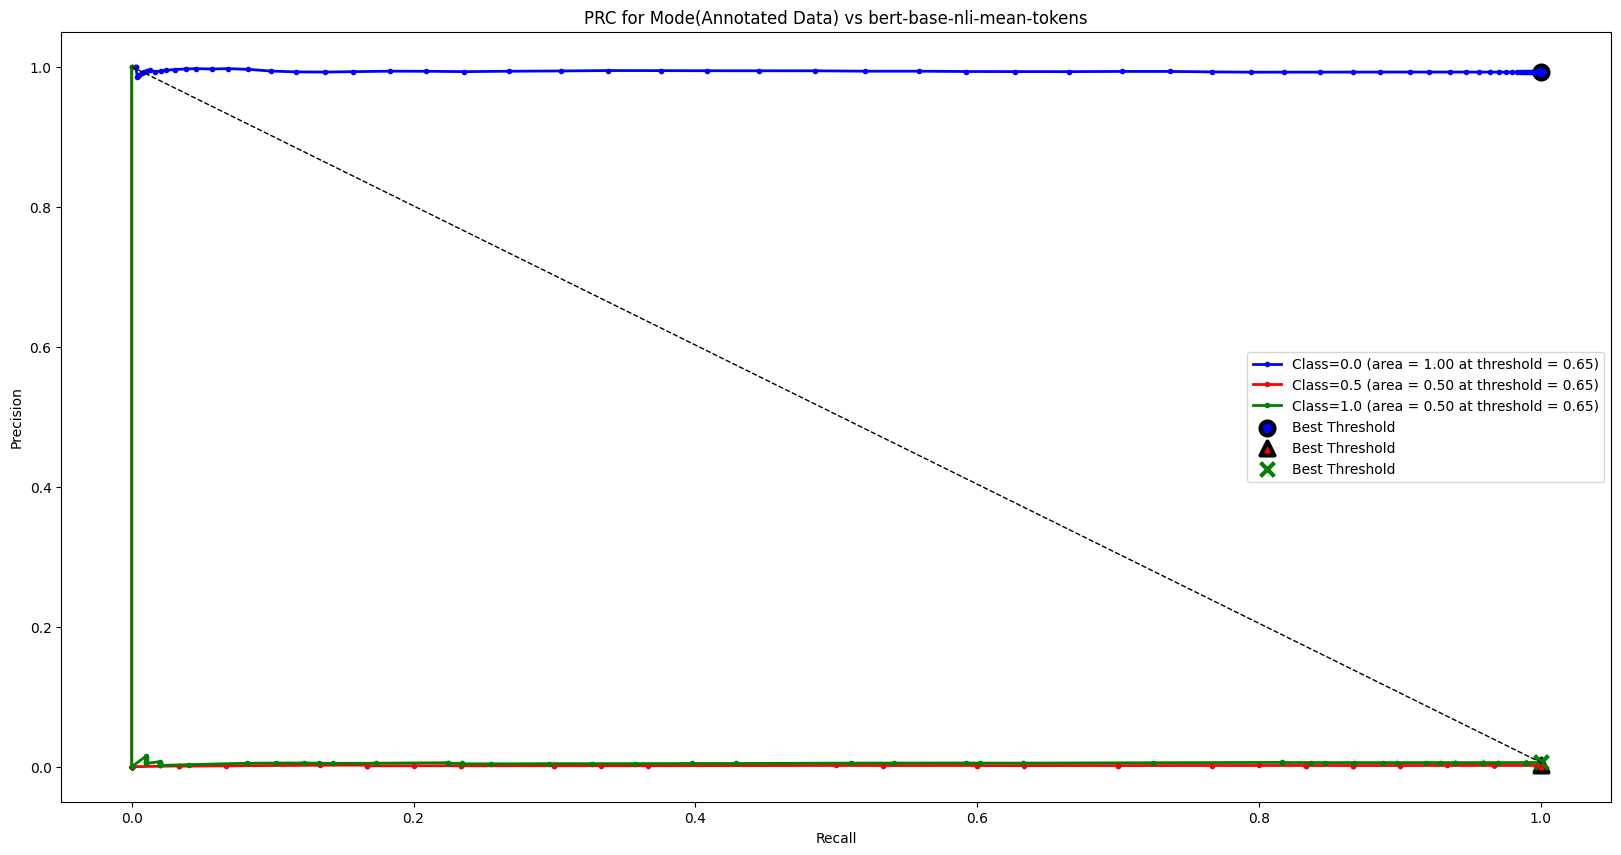 PRC for Mode(Annotated Data) vs bert-base-nli-mean-tokens
Precision
1.0
0.8
0.6
0.4
0.2
0.0
Class=0.0 (area = 1.00 at threshold = 0.65)
Class=0.5 (area = 0.50 at threshold = 0.65)
Class=1.0 (area = 0.50 at threshold = 0.65)
Best Threshold
Best Threshold
Best Threshold
0.0 0.2 0.4 0.6 0.8 1.0
Recall